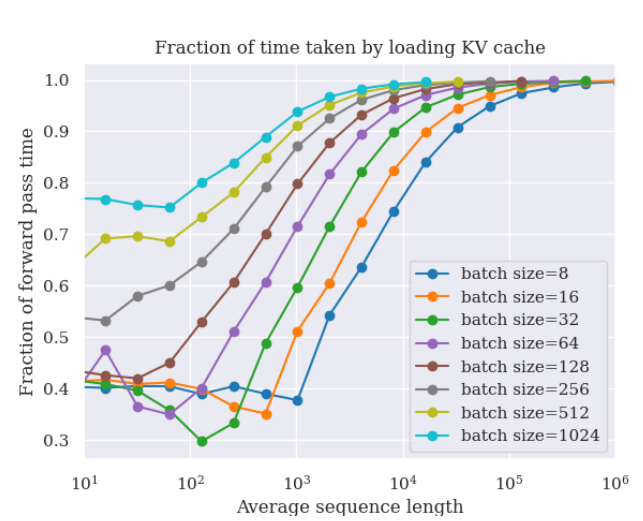 Fraction of time taken by loading KV cache
Fraction of forward pass time
1.0
0.9
0.8
0.7
0.6
0.5
0.4
0.3
batch size=8
batch size=16
batch size=32
batch size=64
batch size=128
batch size=256
batch size=512
batch size=1024
10¹ 10² 10³ 10⁴ 10⁵ 10⁶
Average sequence length